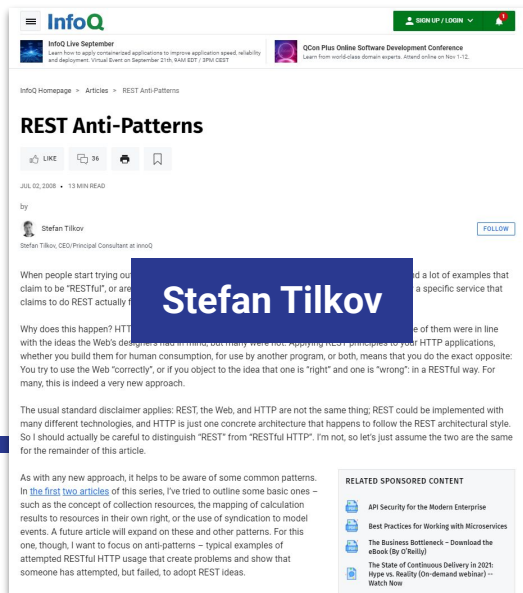 InfoQ
SIGN UP / LOGIN
1
InfoQ Live September
Learn how to apply containerized applications to improve application speed, reliability
and deployment. Virtual Event on September 21th, 9AM EDT / 3PM CEST
QCon Plus Online Software Development Conference
Learn from world-class domain experts. Attend online on Nov 1-12.
InfoQ Homepage > Articles > REST Anti-Patterns
REST Anti-Patterns
LIKE
36
JUL 02, 2008 • 13 MIN READ
by
Stefan Tilkov
FOLLOW
Stefan Tilkov, CEO/Principal Consultant at InnoQ
When people start trying out
d a lot of examples that
claim to be "RESTful", or are
a specific service that
claims to do REST actually
Stefan Tilkov
Why does this happen? HTT
e of them were in line
with the ideas the Web's designers had in mind, but many were not. Applying REST principles to your HTTP applications,
whether you build them for human consumption, for use by another program, or both, means that you do the exact opposite:
You try to use the Web "correctly", or if you object to the idea that one is "right" and one is "wrong": in a RESTful way. For
many, this is indeed a very new approach.
The usual standard disclaimer applies: REST, the Web, and HTTP are not the same thing; REST could be implemented with
many different technologies, and HTTP is just one concrete architecture that happens to follow the REST architectural style.
So I should actually be careful to distinguish "REST" from "RESTful HTTP". I'm not, so let's just assume the two are the same
for the remainder of this article.
As with any new approach, it helps to be aware of some common patterns.
In the first two articles of this series, I've tried to outline some basic ones –
such as the concept of collection resources, the mapping of calculation
results to resources in their own right, or the use of syndication to model
events. A future article will expand on these and other patterns. For this
one, though, I want to focus on anti-patterns – typical examples of
attempted RESTful HTTP usage that create problems and show that
someone has attempted, but failed, to adopt REST ideas.
RELATED SPONSORED CONTENT
API Security for the Modern Enterprise
Best Practices for Working with Microservices
The Business Bottleneck – Download the
eBook (By O'Reilly)
The State of Continuous Delivery in 2021:
Hype vs. Reality (On-demand webinar) --
Watch Now